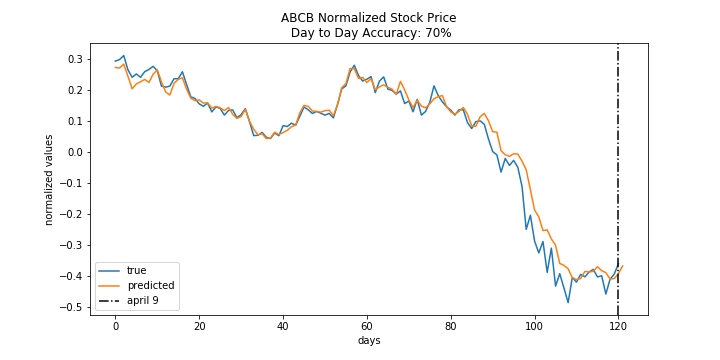 ABCB Normalized Stock Price
Day to Day Accuracy: 70%
normalized values
0.3
0.2
0.1
0.0
−0.1
−0.2
−0.3
−0.4
−0.5
true
predicted
april 9
0 20 40 60 80 100 120
days